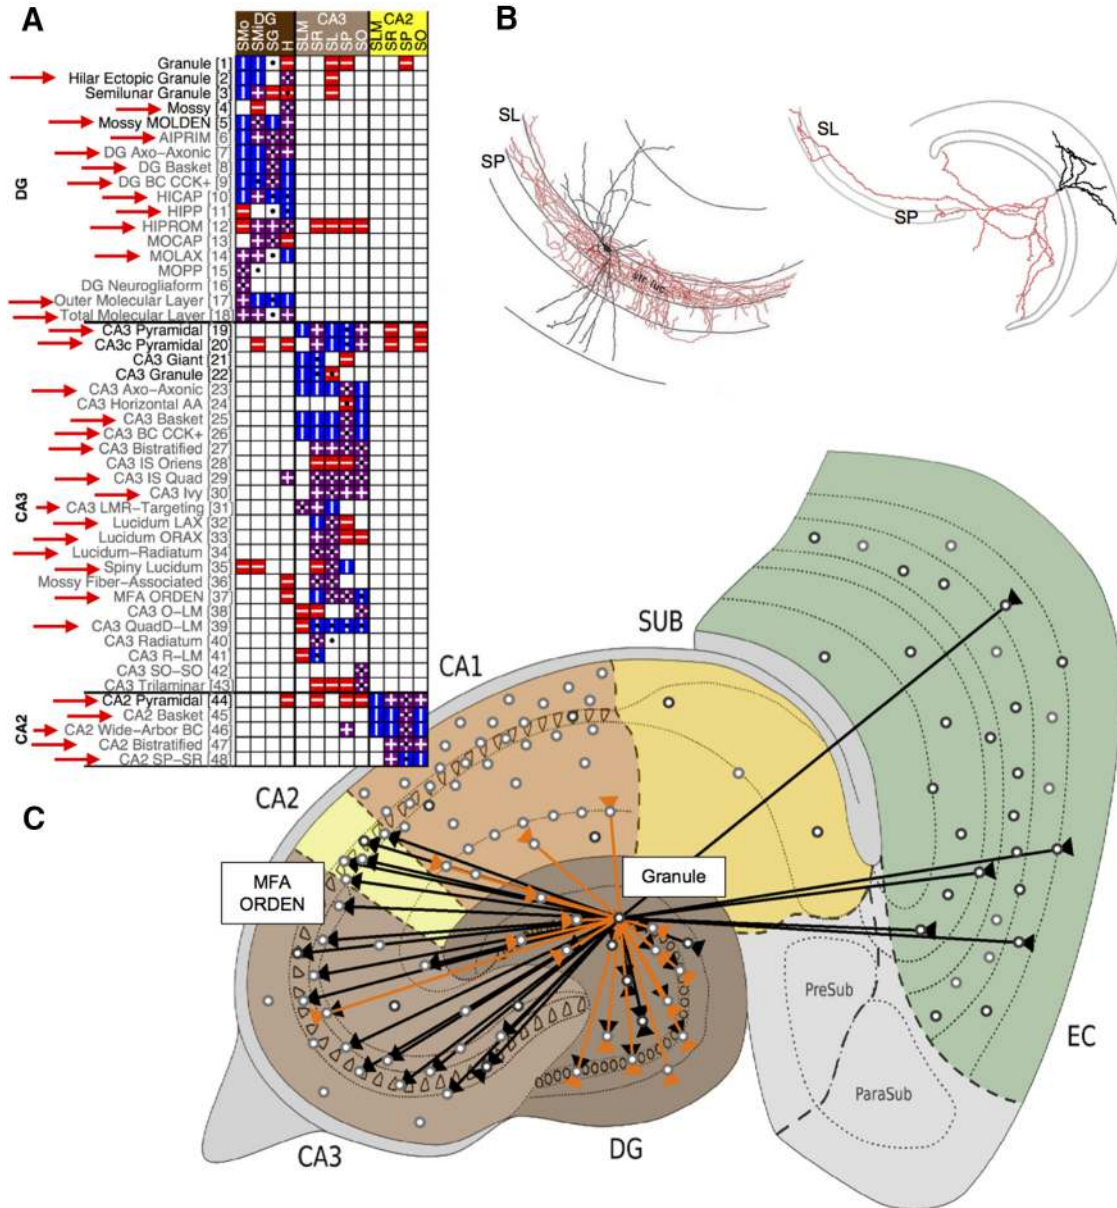 A
B
DG
CA3
CA2
SMo
SMi
SG
H
SLM
SR
SL
SP
SO
SLM
SR
SP
SO
Granule [1]
Hilar Ectopic Granule [2]
Semilunar Granule [3]
Mossy [4]
Mossy MOLDEN [5]
AIPRIM [6]
DG Axo-Axonic [7]
DG Basket [8]
DG BC CCK+ [9]
HICAP [10]
HIPP [11]
HIPROM [12]
MOCAP [13]
MOLAX [14]
MOPP [15]
DG Neurogliaform [16]
Outer Molecular Layer [17]
Total Molecular Layer [18]
DG
CA3 Pyramidal [19]
CA3c Pyramidal [20]
CA3 Giant [21]
CA3 Granule [22]
CA3 Axo-Axonic [23]
CA3 Horizontal AA [24]
CA3 Basket [25]
CA3 BC CCK+ [26]
CA3 Bistratified [27]
CA3 IS Oriens [28]
CA3 IS Quad [29]
CA3 Ivy [30]
CA3 LMR-Targeting [31]
Lucidum LAX [32]
Lucidum ORAX [33]
Lucidum-Radiatum [34]
Spiny Lucidum [35]
Mossy Fiber-Associated [36]
MFA ORDEN [37]
CA3 O-LM [38]
CA3 QuadD-LM [39]
CA3 Radiatum [40]
CA3 R-LM [41]
CA3 SO-SO [42]
CA3 Trilaminar [43]
CA3
CA2 Pyramidal [44]
CA2 Basket [45]
CA2 Wide-Arbor BC [46]
CA2 Bistratified [47]
CA2 SP-SR [48]
CA2
SL
SP
str. luc.
SL
SP
C
SUB
CA1
CA2
MFA
ORDEN
Granule
PreSub
ParaSub
EC
DG
CA3